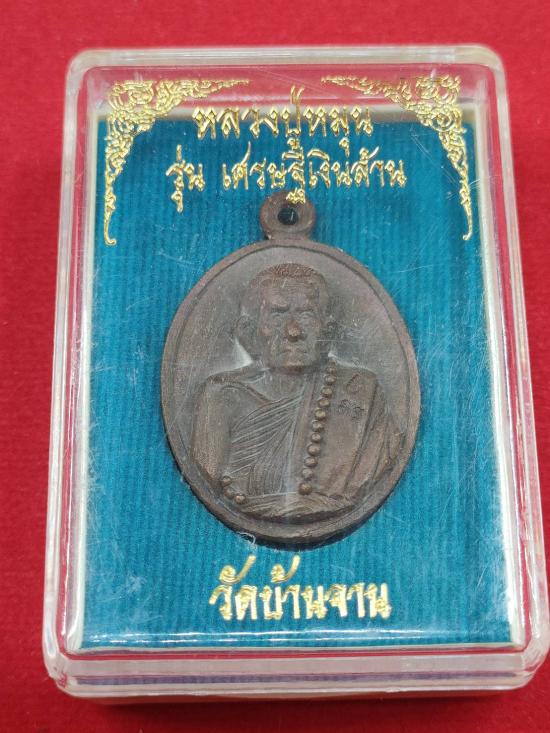 หลวงปู่หมุน
รุ่น เศรษฐีเงินล้าน
วัดบ้านจาน